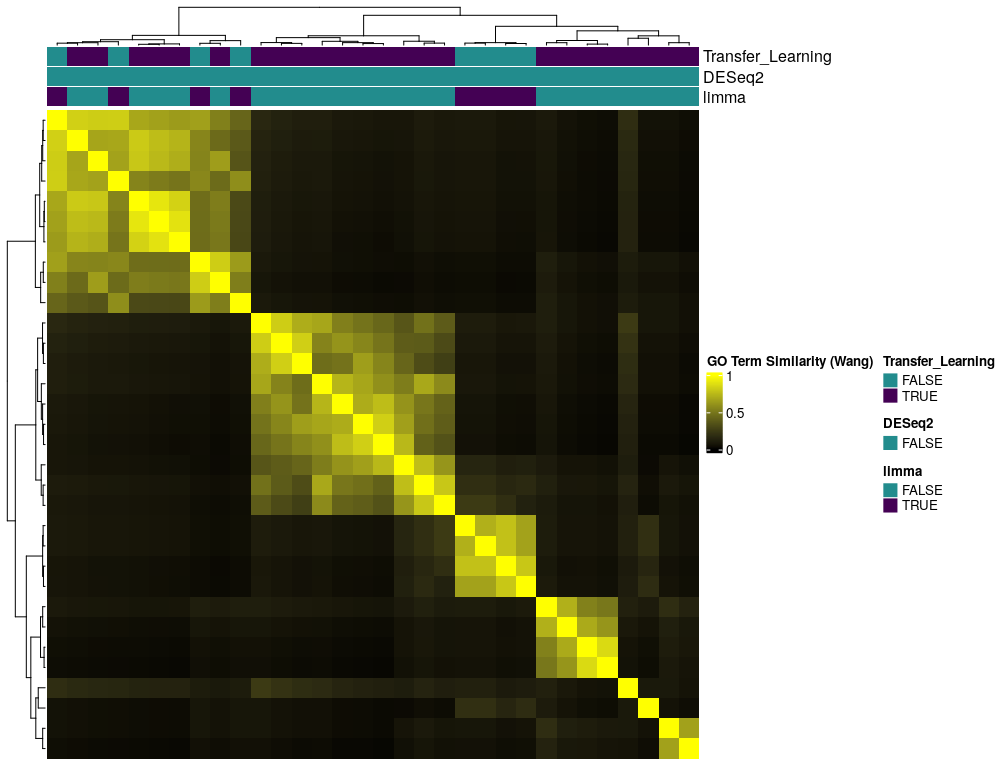 Transfer_Learning
DESeq2
limma
GO Term Similarity (Wang)
1
0.5
0
Transfer_Learning
FALSE
TRUE
DESeq2
FALSE
limma
FALSE
TRUE